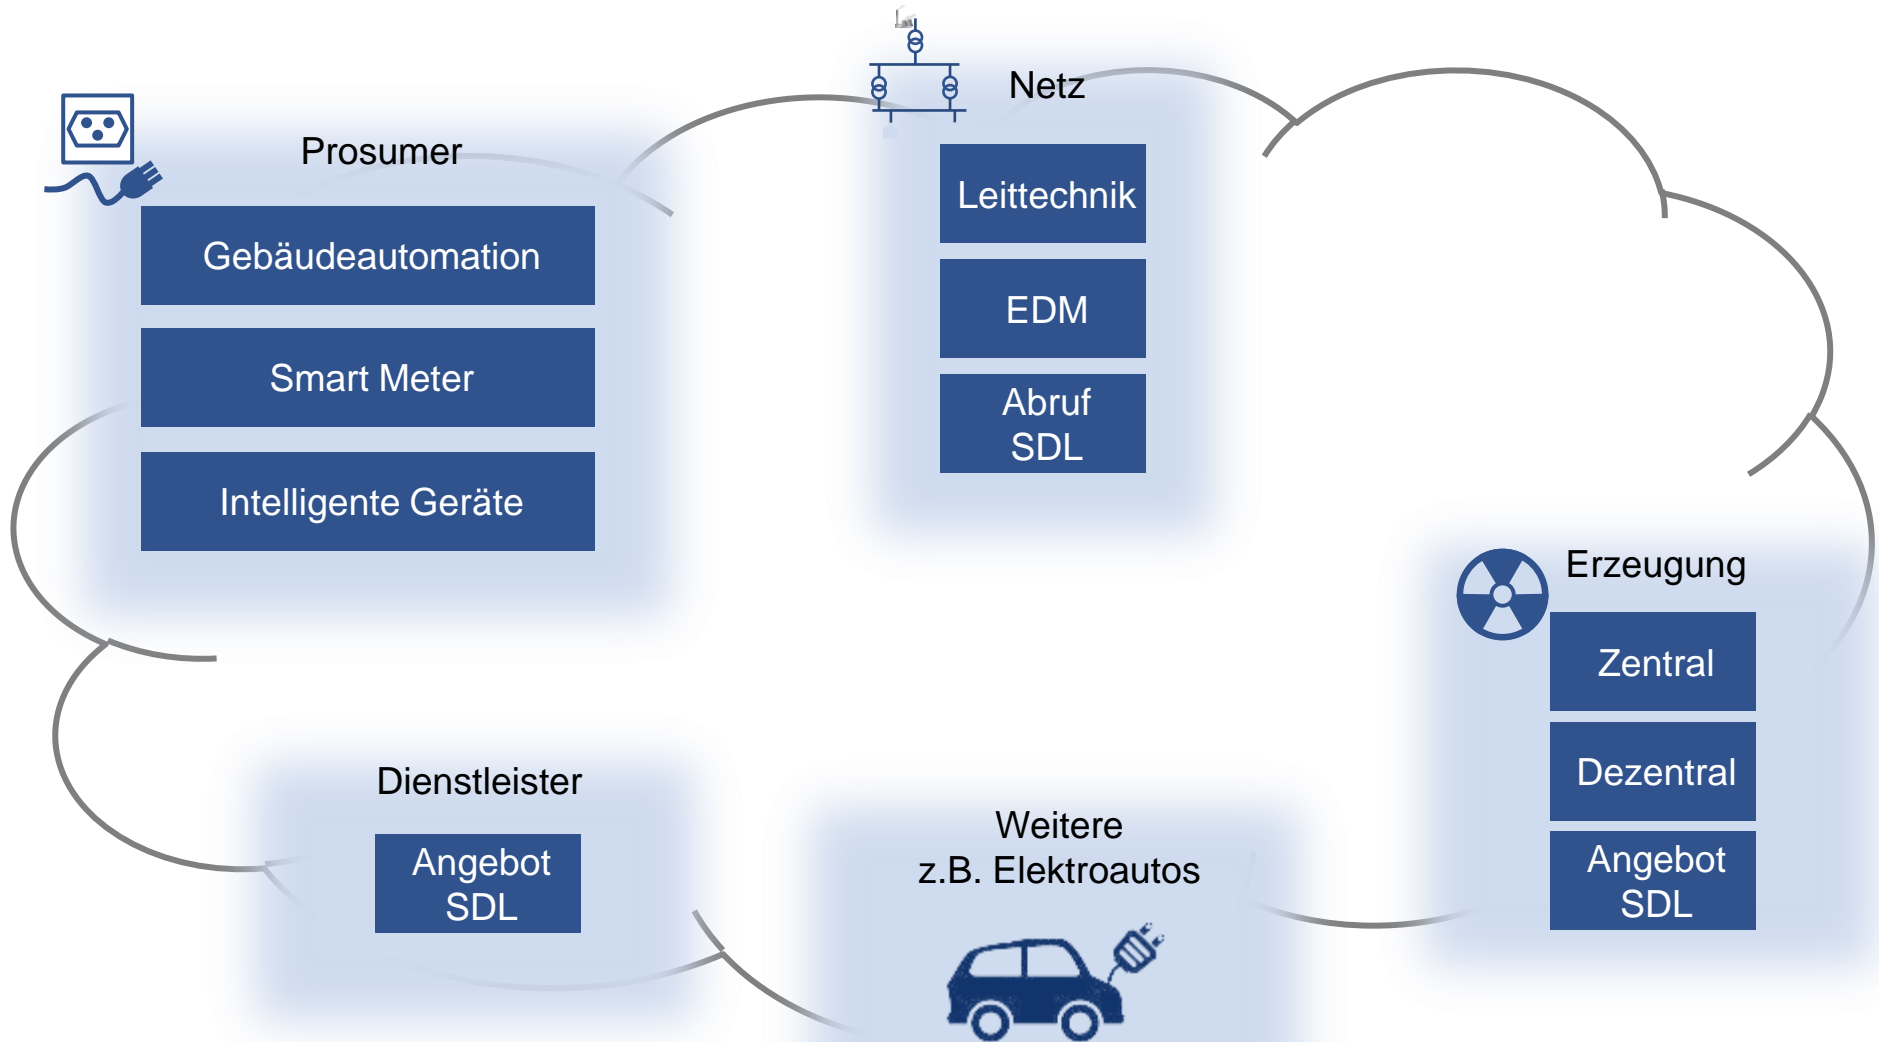 Prosumer
Gebäudeautomation
Smart Meter
Intelligente Geräte
Netz
Leittechnik
EDM
Abruf
SDL
Erzeugung
Zentral
Dezentral
Angebot
SDL
Dienstleister
Angebot
SDL
Weitere
z.B. Elektroautos